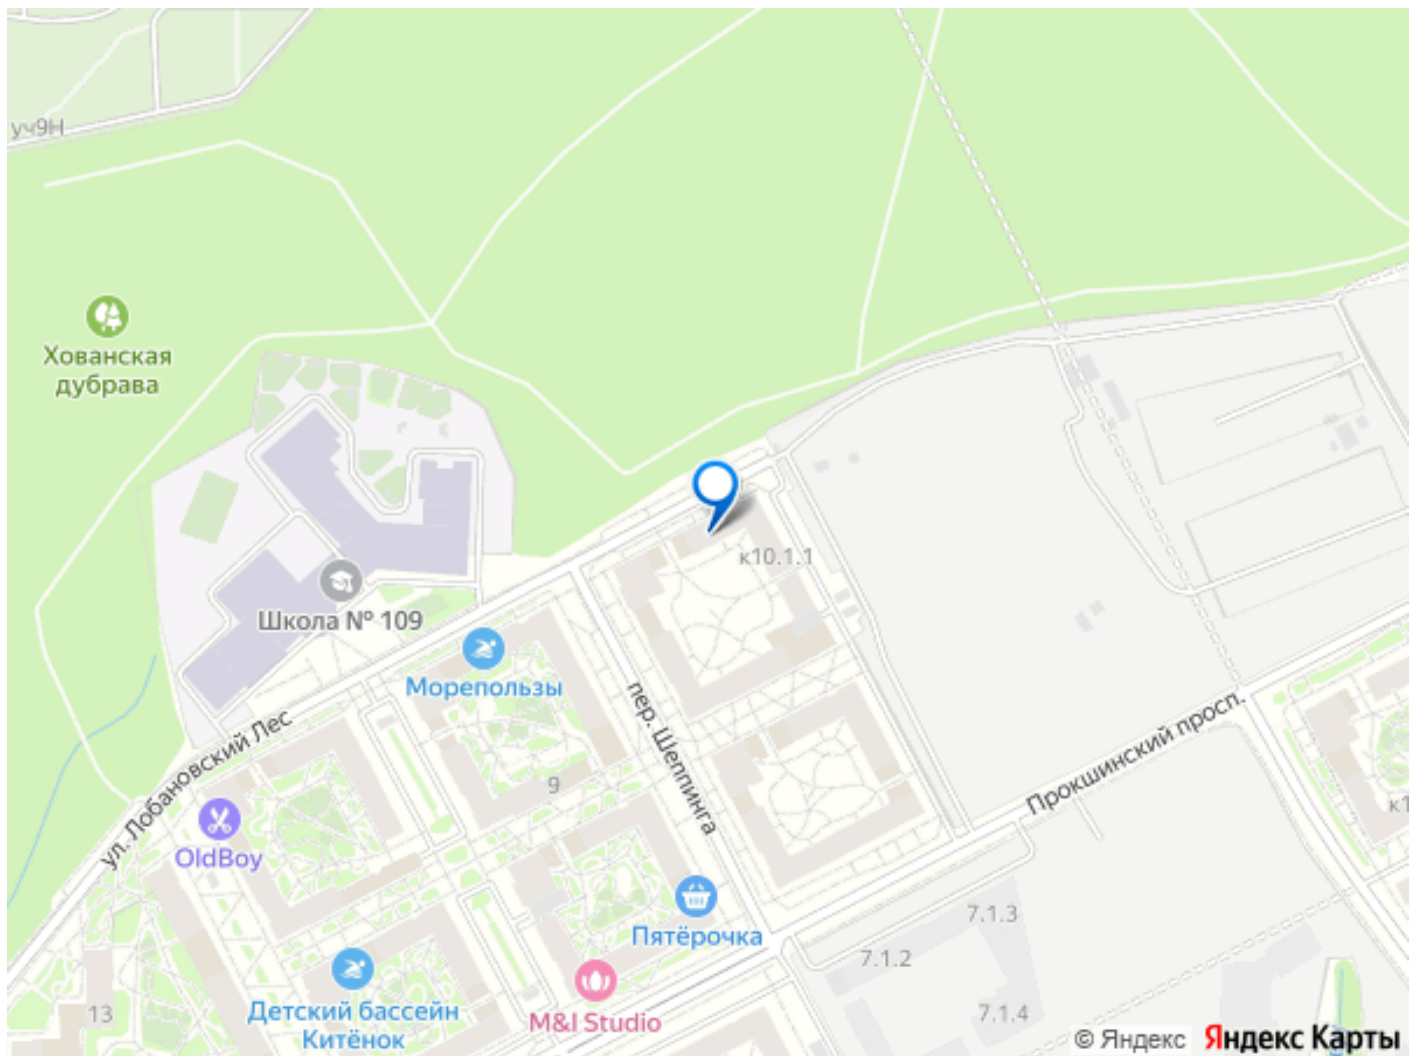 уч9Н
Хованская
дубрава
к10.1.1
Школа № 109
Морепользы
пер. Шеппинга
ул. Лобановский Лес
Прокшинский просп.
9
OldBoy
Пятёрочка
7.1.3
7.1.2
7.1.4
13
Детский бассейн
Китёнок
M&I Studio
© Яндекс Яндекс Карты